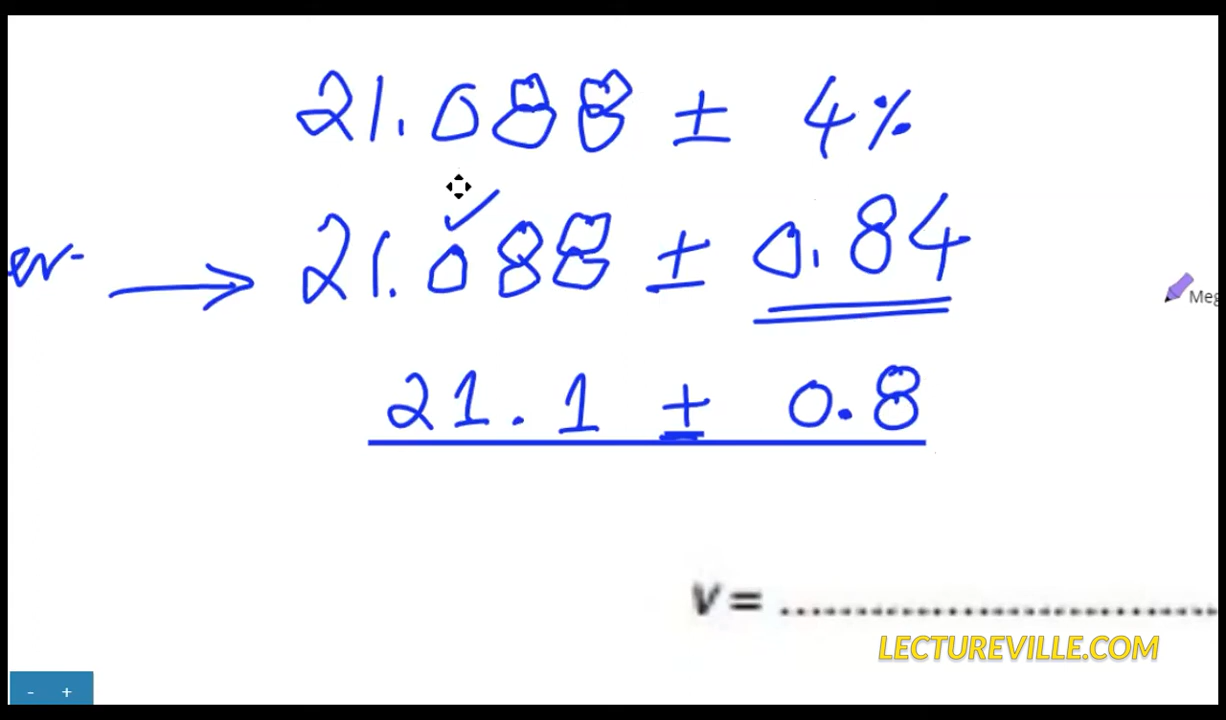 21.088 ± 4%
er → 21.088 ± 0.84
21.1 ± 0.8
v = ..........................................
LECTUREVILLE.COM
- +